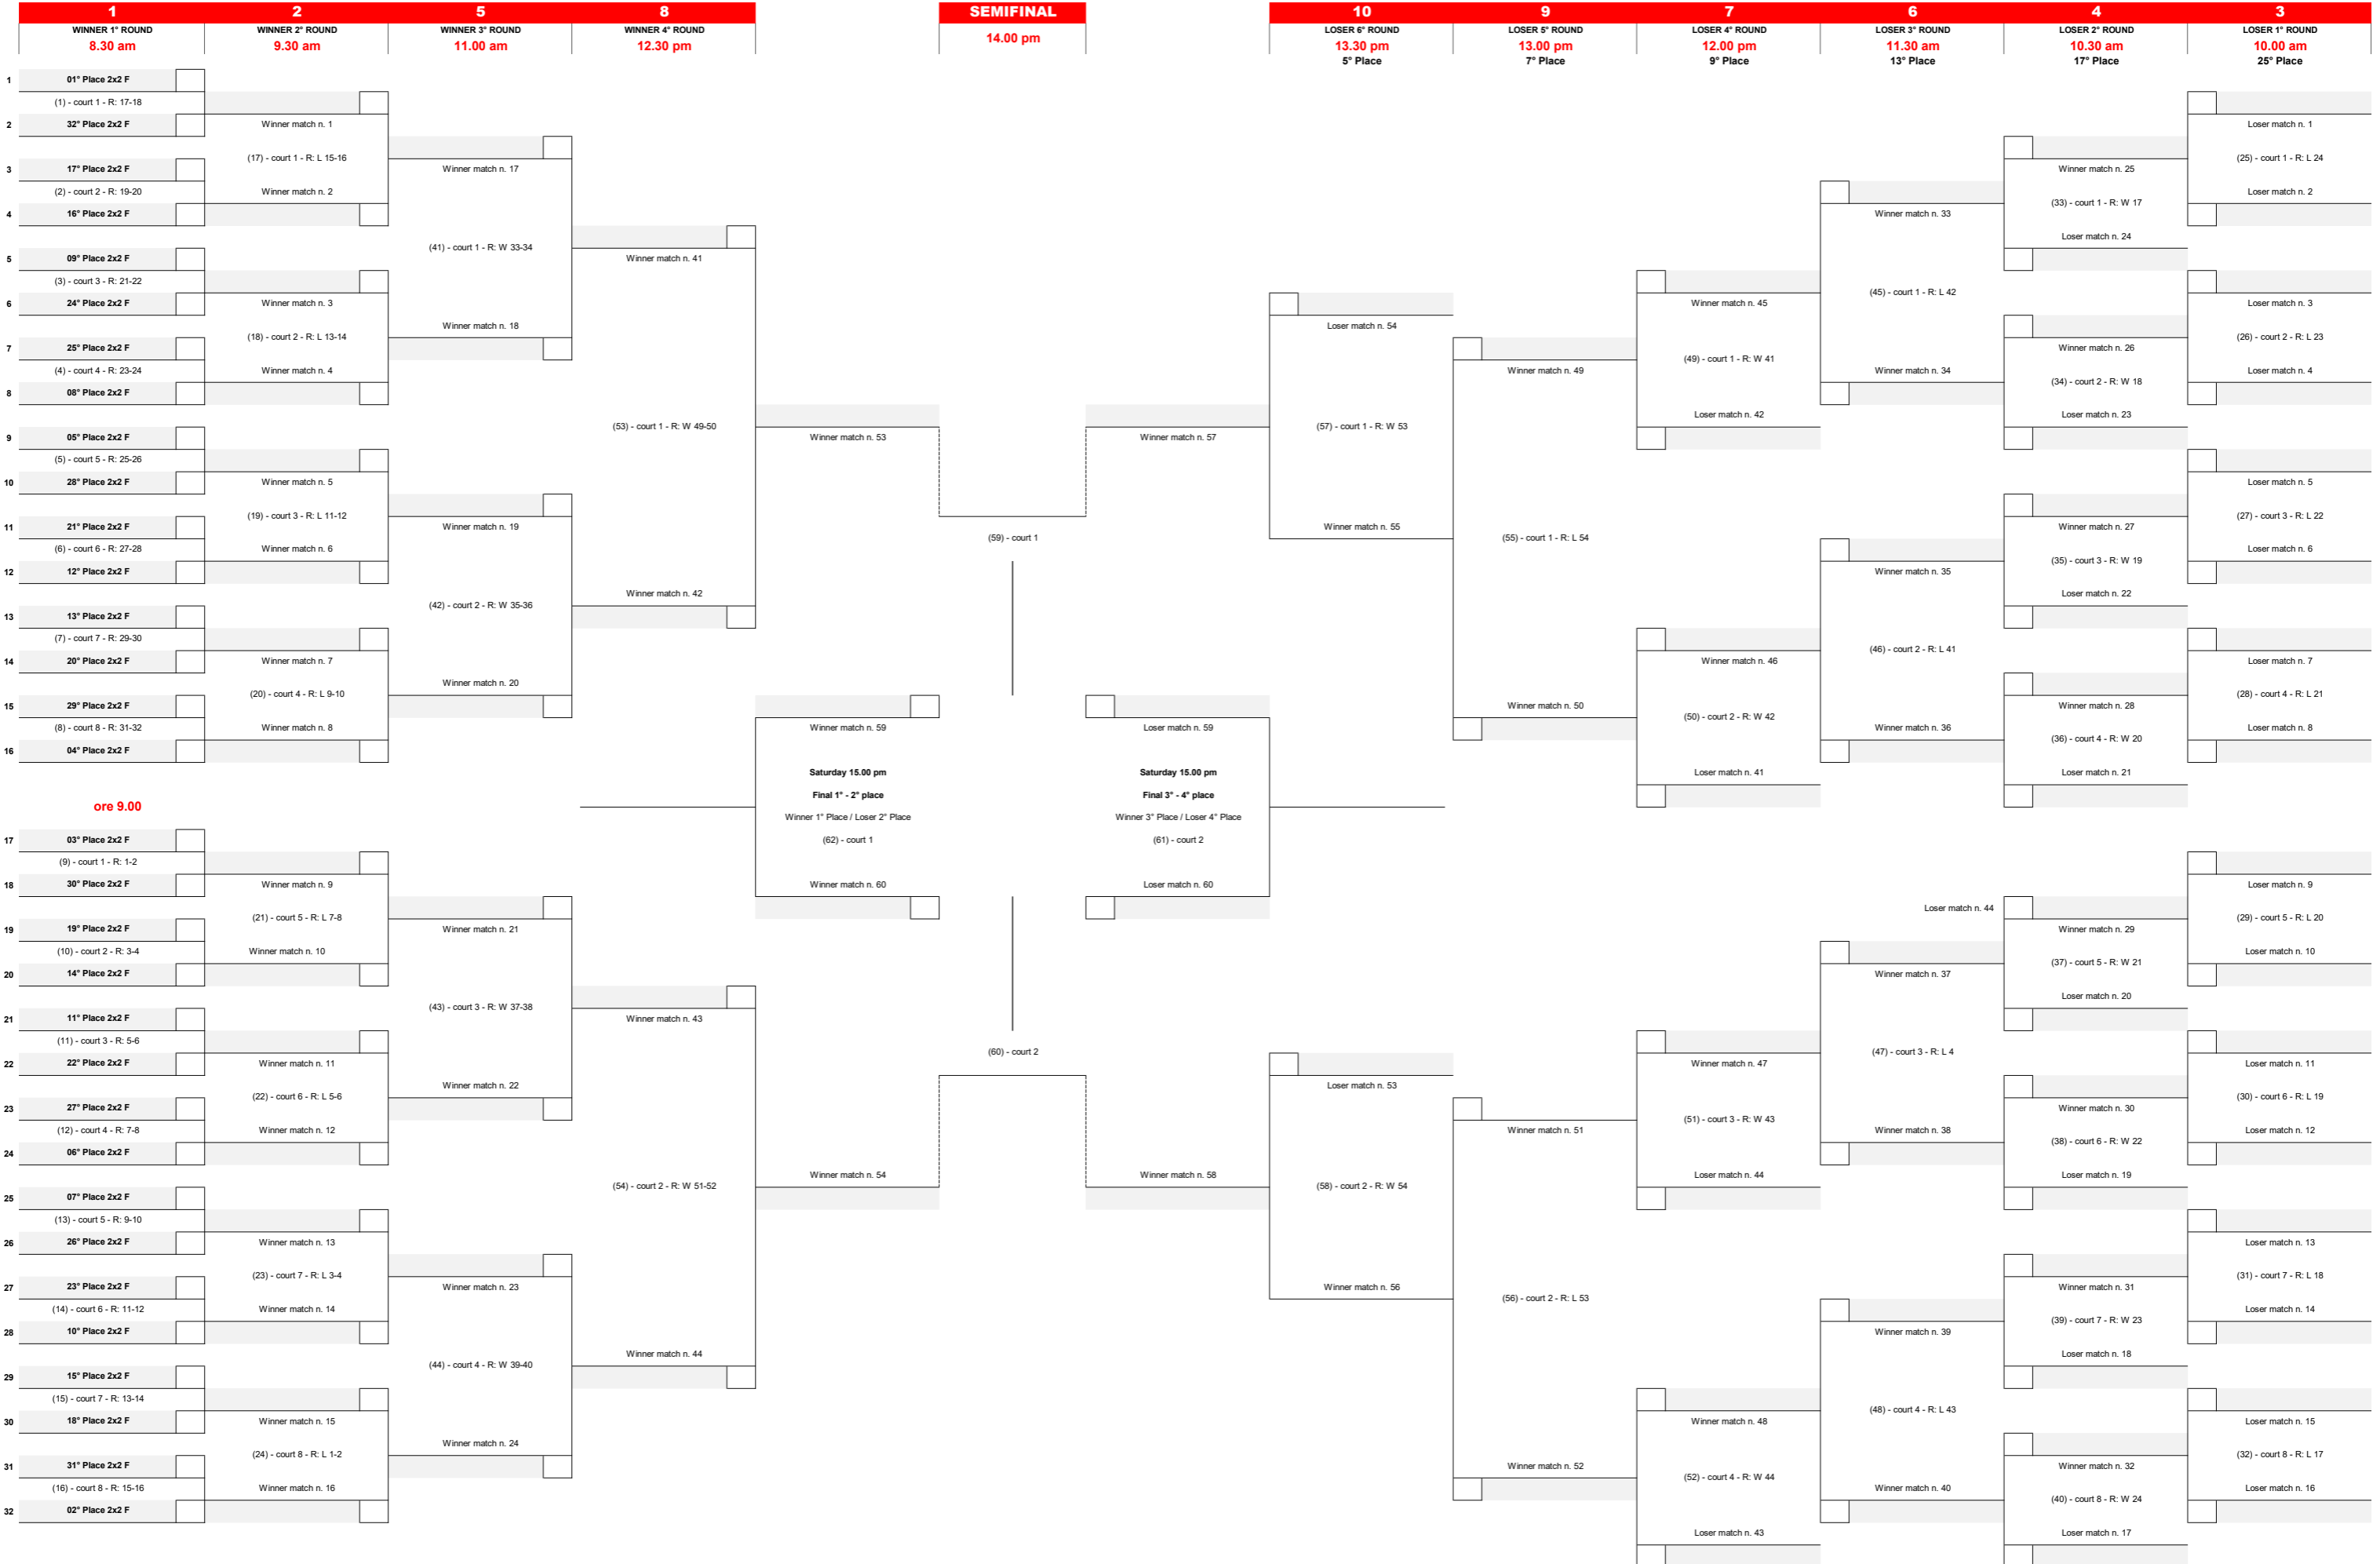 1
WINNER 1° ROUND
8.30 am
2
WINNER 2° ROUND
9.30 am
5
WINNER 3° ROUND
11.00 am
8
WINNER 4° ROUND
12.30 pm
SEMIFINAL
14.00 pm
10
LOSER 6° ROUND
13.30 pm
5° Place
9
LOSER 5° ROUND
13.00 pm
7° Place
7
LOSER 4° ROUND
12.00 pm
9° Place
6
LOSER 3° ROUND
11.30 am
13° Place
4
LOSER 2° ROUND
10.30 am
17° Place
3
LOSER 1° ROUND
10.00 am
25° Place
1 01° Place 2x2 F
(1) - court 1 - R: 17-18
2 32° Place 2x2 F
3 17° Place 2x2 F
(2) - court 2 - R: 19-20
4 16° Place 2x2 F
5 09° Place 2x2 F
(3) - court 3 - R: 21-22
6 24° Place 2x2 F
7 25° Place 2x2 F
(4) - court 4 - R: 23-24
8 08° Place 2x2 F
9 05° Place 2x2 F
(5) - court 5 - R: 25-26
10 28° Place 2x2 F
11 21° Place 2x2 F
(6) - court 6 - R: 27-28
12 12° Place 2x2 F
13 13° Place 2x2 F
(7) - court 7 - R: 29-30
14 20° Place 2x2 F
15 29° Place 2x2 F
(8) - court 8 - R: 31-32
16 04° Place 2x2 F
ore 9.00
17 03° Place 2x2 F
(9) - court 1 - R: 1-2
18 30° Place 2x2 F
19 19° Place 2x2 F
(10) - court 2 - R: 3-4
20 14° Place 2x2 F
21 11° Place 2x2 F
(11) - court 3 - R: 5-6
22 22° Place 2x2 F
23 27° Place 2x2 F
(12) - court 4 - R: 7-8
24 06° Place 2x2 F
25 07° Place 2x2 F
(13) - court 5 - R: 9-10
26 26° Place 2x2 F
27 23° Place 2x2 F
(14) - court 6 - R: 11-12
28 10° Place 2x2 F
29 15° Place 2x2 F
(15) - court 7 - R: 13-14
30 18° Place 2x2 F
31 31° Place 2x2 F
(16) - court 8 - R: 15-16
32 02° Place 2x2 F
Winner match n. 1
(17) - court 1 - R: L 15-16
Winner match n. 2
Winner match n. 3
(18) - court 2 - R: L 13-14
Winner match n. 4
Winner match n. 5
(19) - court 3 - R: L 11-12
Winner match n. 6
Winner match n. 7
(20) - court 4 - R: L 9-10
Winner match n. 8
Winner match n. 9
(21) - court 5 - R: L 7-8
Winner match n. 10
Winner match n. 11
(22) - court 6 - R: L 5-6
Winner match n. 12
Winner match n. 13
(23) - court 7 - R: L 3-4
Winner match n. 14
Winner match n. 15
(24) - court 8 - R: L 1-2
Winner match n. 16
Winner match n. 17
(41) - court 1 - R: W 33-34
Winner match n. 18
Winner match n. 19
(42) - court 2 - R: W 35-36
Winner match n. 20
Winner match n. 21
(43) - court 3 - R: W 37-38
Winner match n. 22
Winner match n. 23
(44) - court 4 - R: W 39-40
Winner match n. 24
Winner match n. 41
(53) - court 1 - R: W 49-50
Winner match n. 42
Winner match n. 43
(54) - court 2 - R: W 51-52
Winner match n. 44
Winner match n. 53
Winner match n. 59
Saturday 15.00 pm
Final 1° - 2° place
Winner 1° Place / Loser 2° Place
(62) - court 1
Winner match n. 60
Winner match n. 54
(59) - court 1
(60) - court 2
Winner match n. 57
Loser match n. 59
Saturday 15.00 pm
Final 3° - 4° place
Winner 3° Place / Loser 4° Place
(61) - court 2
Loser match n. 60
Winner match n. 58
Loser match n. 54
(57) - court 1 - R: W 53
Winner match n. 55
Loser match n. 53
(58) - court 2 - R: W 54
Winner match n. 56
Winner match n. 49
(55) - court 1 - R: L 54
Winner match n. 50
Winner match n. 51
(56) - court 2 - R: L 53
Winner match n. 52
Winner match n. 45
(49) - court 1 - R: W 41
Loser match n. 42
Winner match n. 46
(50) - court 2 - R: W 42
Loser match n. 41
Winner match n. 47
(51) - court 3 - R: W 43
Loser match n. 44
Winner match n. 48
(52) - court 4 - R: W 44
Loser match n. 43
Winner match n. 33
(45) - court 1 - R: L 42
Winner match n. 34
Winner match n. 35
(46) - court 2 - R: L 41
Winner match n. 36
Loser match n. 44
Winner match n. 37
(47) - court 3 - R: L 4
Winner match n. 38
Winner match n. 39
(48) - court 4 - R: L 43
Winner match n. 40
Winner match n. 25
(33) - court 1 - R: W 17
Loser match n. 24
Winner match n. 26
(34) - court 2 - R: W 18
Loser match n. 23
Winner match n. 27
(35) - court 3 - R: W 19
Loser match n. 22
Winner match n. 28
(36) - court 4 - R: W 20
Loser match n. 21
Winner match n. 29
(37) - court 5 - R: W 21
Loser match n. 20
Winner match n. 30
(38) - court 6 - R: W 22
Loser match n. 19
Winner match n. 31
(39) - court 7 - R: W 23
Loser match n. 18
Winner match n. 32
(40) - court 8 - R: W 24
Loser match n. 17
Loser match n. 1
(25) - court 1 - R: L 24
Loser match n. 2
Loser match n. 3
(26) - court 2 - R: L 23
Loser match n. 4
Loser match n. 5
(27) - court 3 - R: L 22
Loser match n. 6
Loser match n. 7
(28) - court 4 - R: L 21
Loser match n. 8
Loser match n. 9
(29) - court 5 - R: L 20
Loser match n. 10
Loser match n. 11
(30) - court 6 - R: L 19
Loser match n. 12
Loser match n. 13
(31) - court 7 - R: L 18
Loser match n. 14
Loser match n. 15
(32) - court 8 - R: L 17
Loser match n. 16